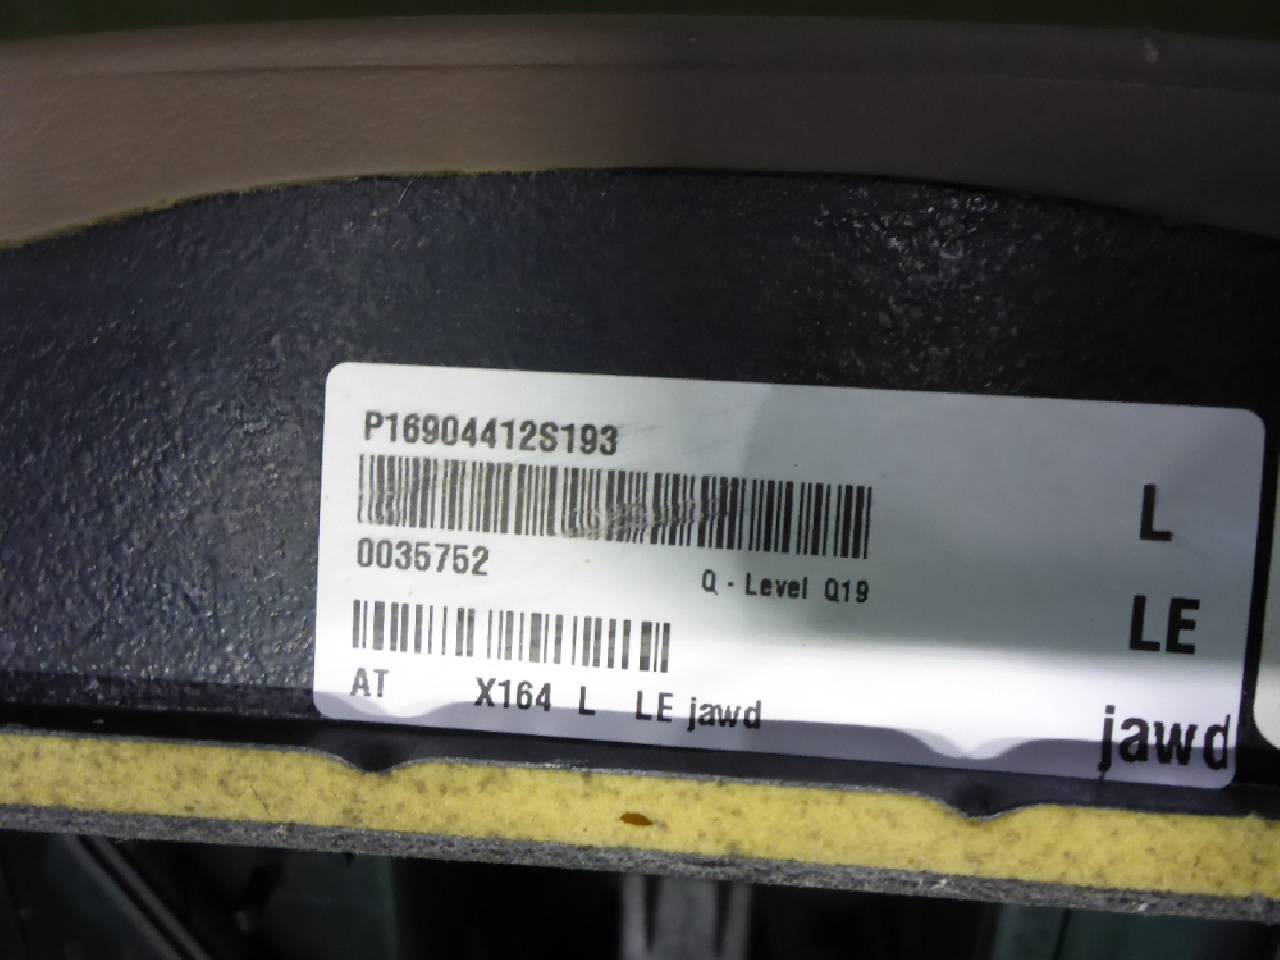 P16904412S193
0035752
Q - Level Q19
AT X164 L LE jawd
L
LE
jawd